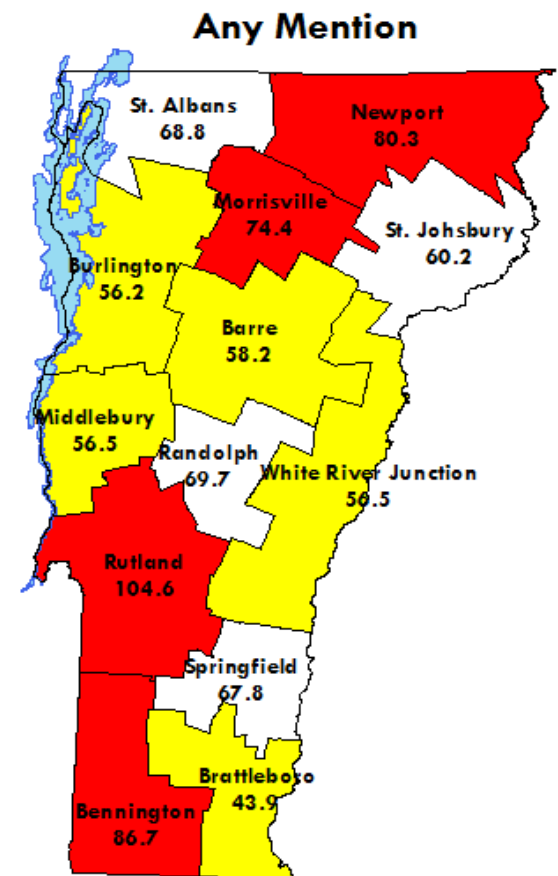 Any Mention
St. Albans
68.8
Newport
80.3
Morrisville
74.4
St. Johsbury
60.2
Burlington
56.2
Barre
58.2
Middlebury
56.5
Randolph
69.7
White River Junction
50.5
Rutland
104.6
Springfield
67.8
Brattleboro
43.9
Bennington
86.7